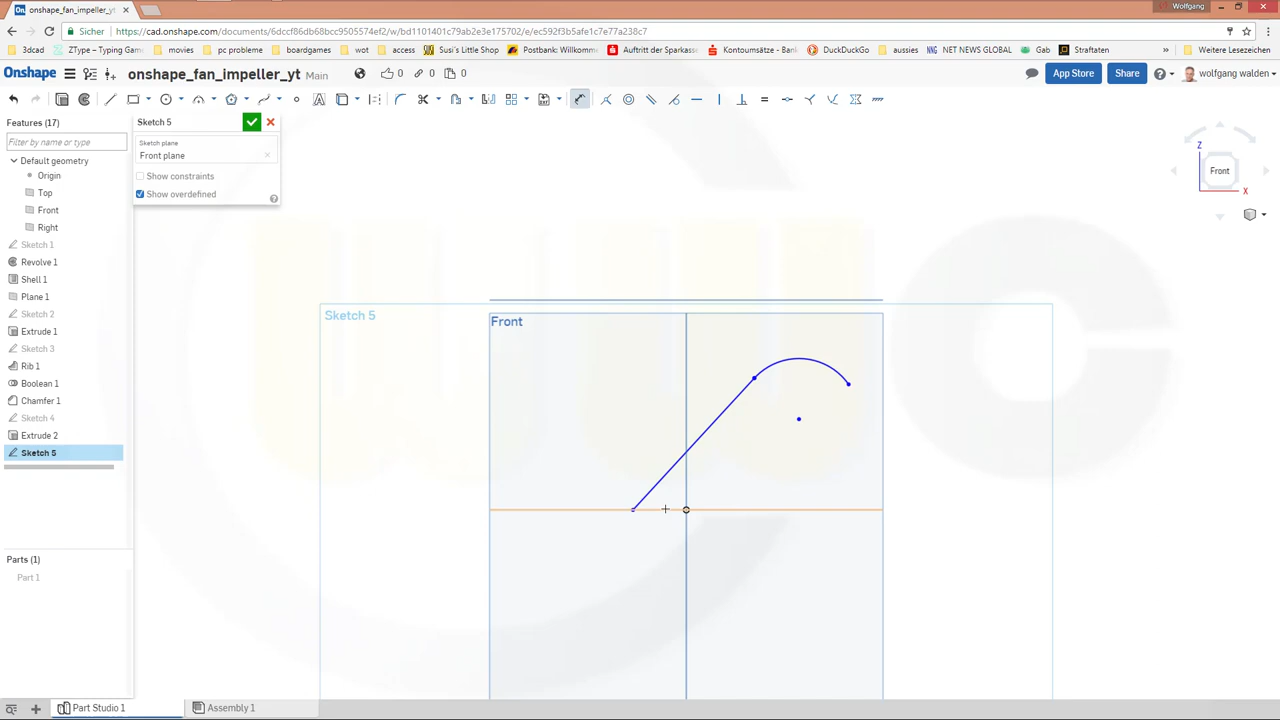 Wolfgang
onshape_fan_impeller_yt
Sicher
https://cad.onshape.com/documents/6dccf86db68bcc9505574ef2/w/bd1101401c79ab2e3e175702/e/ec592f3b5afe1c7e77a238c7
3dcad
ZType – Typing Gam
movies
pc probleme
boardgames
wot
access
Susi's Little Shop
Postbank: Willkomme
Auftritt der Sparkasse
Kontoumsätze - Bank
DuckDuckGo
aussies
NET NEWS GLOBAL
Gab
Straftaten
»
Weitere Lesezeichen
Onshape
onshape_fan_impeller_yt
Main
0
0
0
App Store
Share
wolfgang walden
Features (17)
Filter by name or type
Default geometry
Origin
Top
Front
Right
Sketch 1
Revolve 1
Shell 1
Plane 1
Sketch 2
Extrude 1
Sketch 3
Rib 1
Boolean 1
Chamfer 1
Sketch 4
Extrude 2
Sketch 5
Parts (1)
Part 1
Sketch 5
Sketch plane
Front plane
Show constraints
Show overdefined
Sketch 5
Front
Z
Front
X
Part Studio 1
Assembly 1